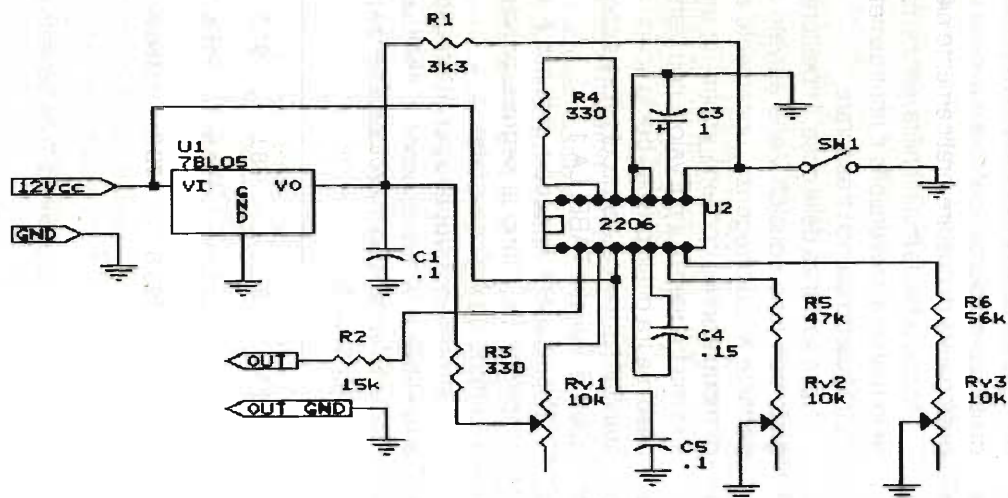 R1
3k3
R4
330
C3
1
+
SW1
U1
78L05
VI
VO
GND
12Vcc
GND
U2
2206
C1
.1
R2
15k
OUT
OUT GND
R3
330
Rv1
10k
C4
.15
C5
.1
R5
47k
Rv2
10k
R6
56k
Rv3
10k